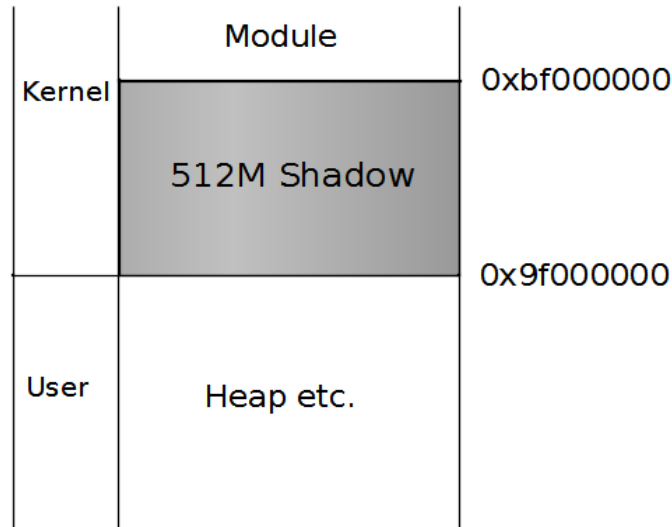 Module
0xbf000000
Kernel
512M Shadow
0x9f000000
User
Heap etc.